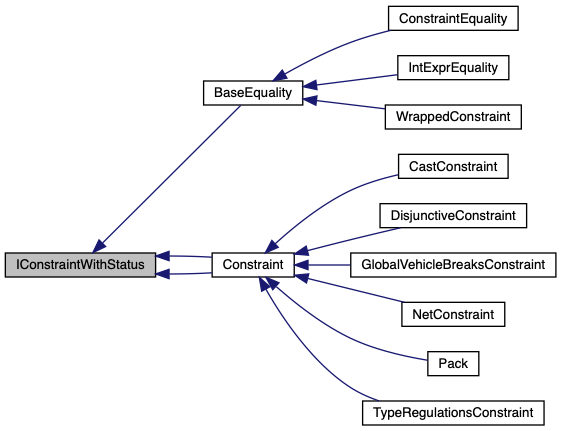 ConstraintEquality
IntExprEquality
BaseEquality
WrappedConstraint
CastConstraint
DisjunctiveConstraint
IConstraintWithStatus
Constraint
GlobalVehicleBreaksConstraint
NetConstraint
Pack
TypeRegulationsConstraint